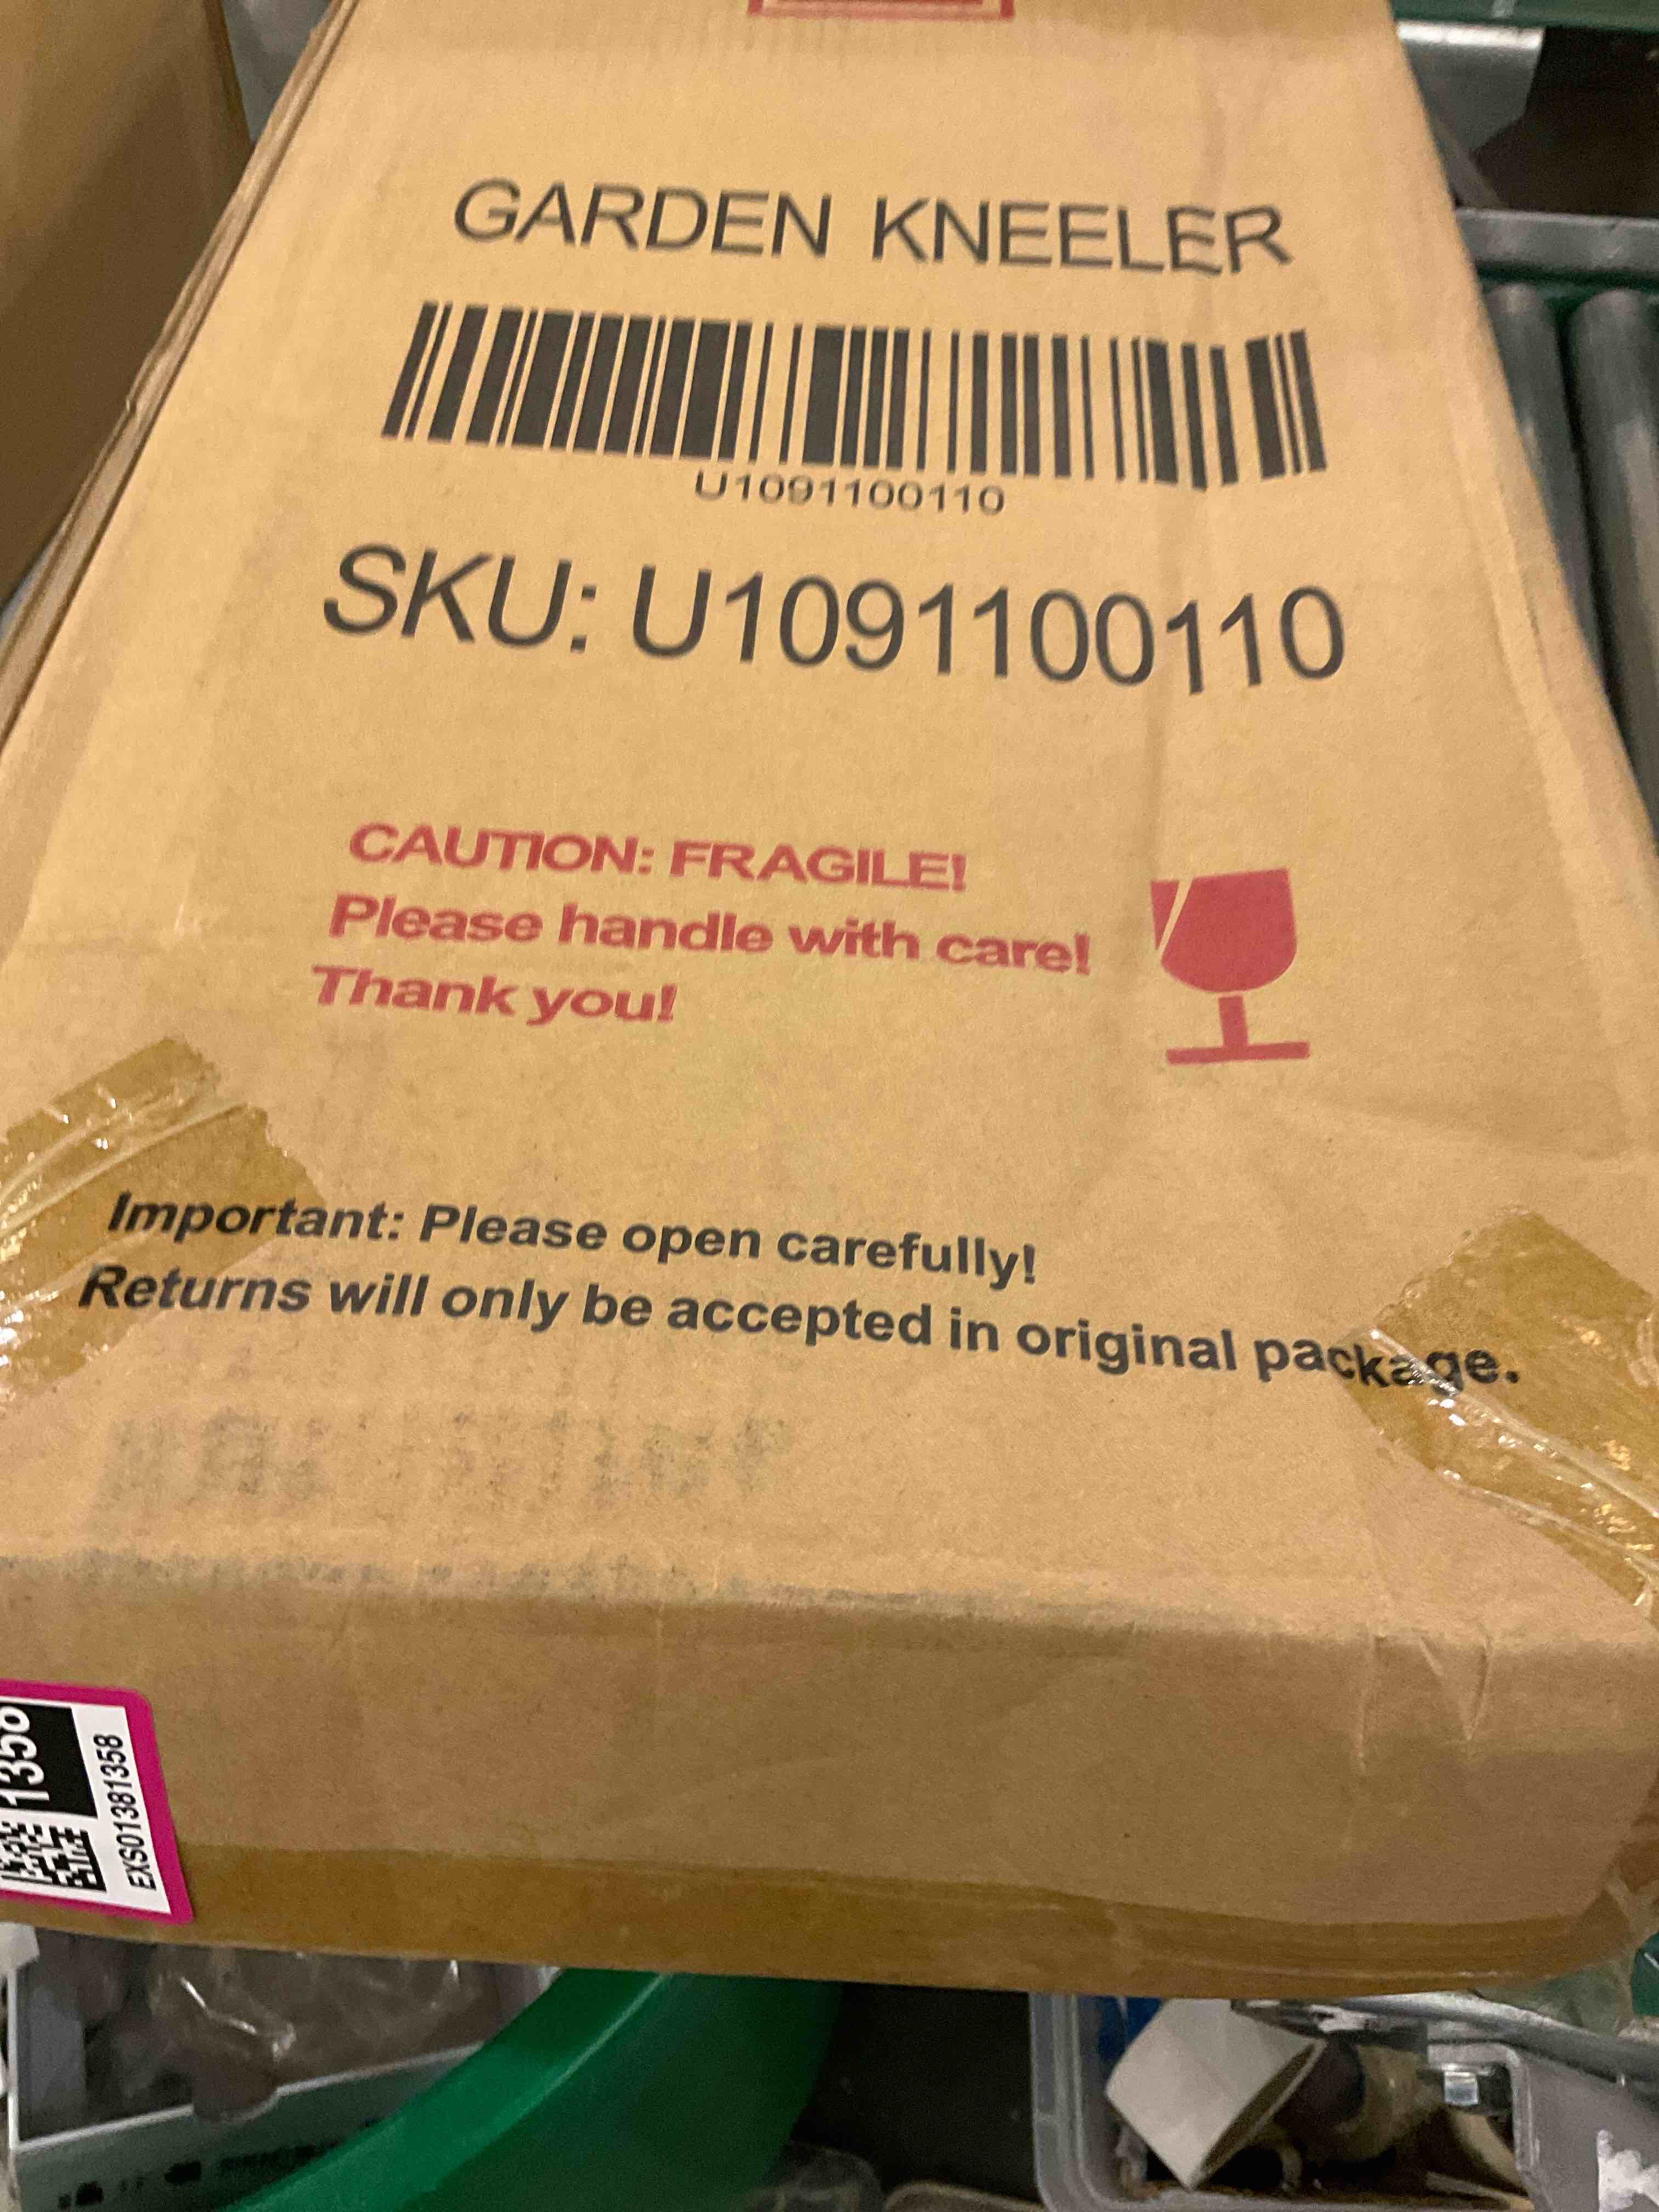 GARDEN KNEELER
U1091100110
SKU: U1091100110
CAUTION: FRAGILE!
Please handle with care!
Thank you!
Important: Please open carefully!
Returns will only be accepted in original package.
1358
EXS01381358